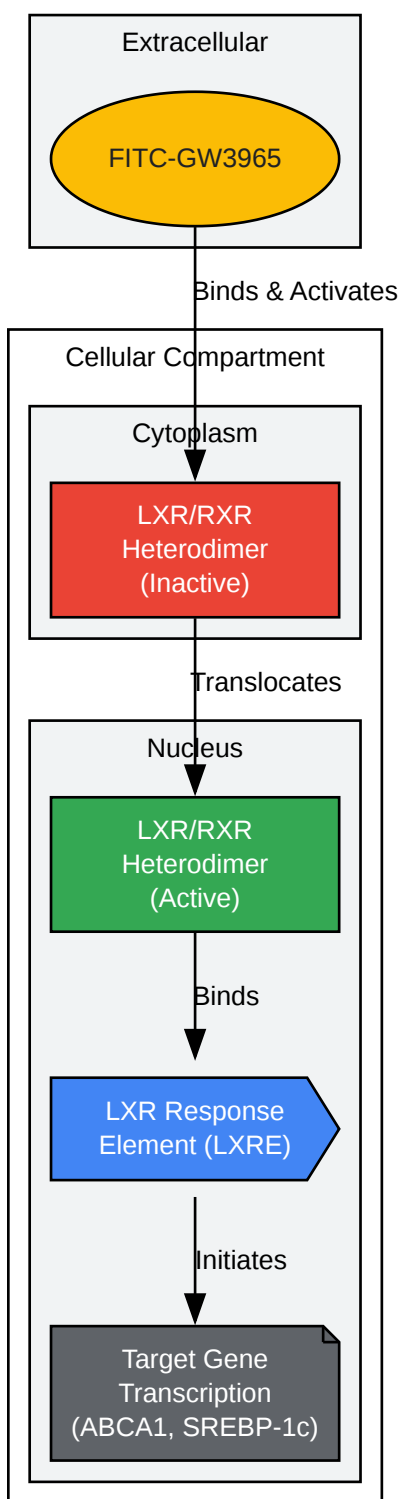 Extracellular
FITC-GW3965
Binds & Activates
Cellular Compartment
Cytoplasm
LXR/RXR
Heterodimer
(Inactive)
Translocates
Nucleus
LXR/RXR
Heterodimer
(Active)
Binds
LXR Response
Element (LXRE)
Initiates
Target Gene
Transcription
(ABCA1, SREBP-1c)